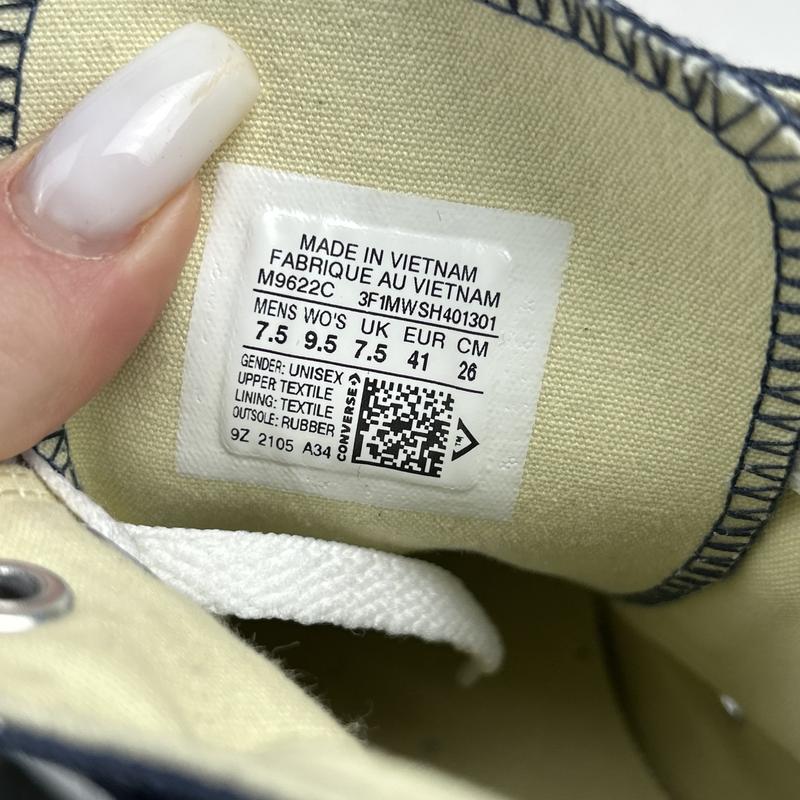 MADE IN VIETNAM
FABRIQUE AU VIETNAM
M9622C 3F1MWSH401301
MENS WO'S UK EUR CM
7.5 9.5 7.5 41 26
GENDER: UNISEX
UPPER TEXTILE
LINING: TEXTILE
OUTSOLE: RUBBER
9Z 2105 A34
CONVERSE
TM